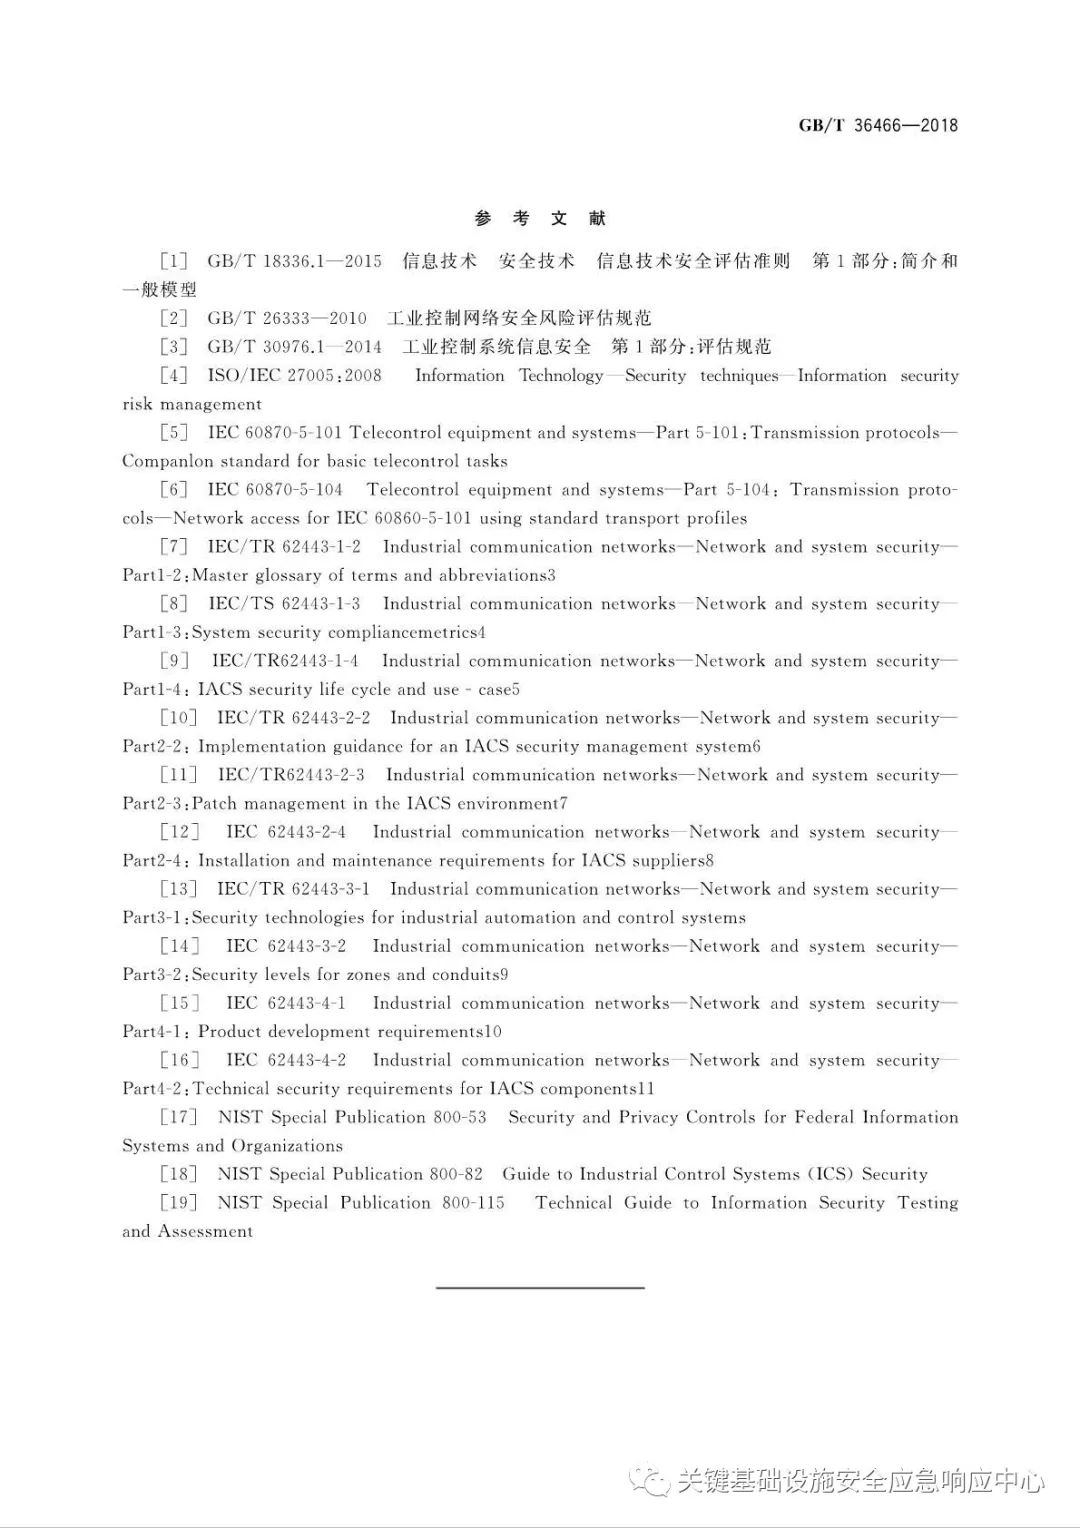 GB/T 36466—2018
参 考 文 献
[1] GB/T 18336.1—2015 信息技术 安全技术 信息技术安全评估准则 第1部分:简介和
一般模型
[2] GB/T 26333—2010 工业控制网络安全风险评估规范
[3] GB/T 30976.1—2014 工业控制系统信息安全 第1部分:评估规范
[4] ISO/IEC 27005:2008 Information Technology—Security techniques—Information security
risk management
[5] IEC 60870-5-101 Telecontrol equipment and systems—Part 5-101:Transmission protocols—
Companlon standard for basic telecontrol tasks
[6] IEC 60870-5-104 Telecontrol equipment and systems—Part 5-104: Transmission proto-
cols—Network access for IEC 60860-5-101 using standard transport profiles
[7] IEC/TR 62443-1-2 Industrial communication networks—Network and system security—
Part1-2:Master glossary of terms and abbreviations3
[8] IEC/TS 62443-1-3 Industrial communication networks—Network and system security—
Part1-3:System security compliancemetrics4
[9] IEC/TR62443-1-4 Industrial communication networks—Network and system security—
Part1-4: IACS security life cycle and use - case5
[10] IEC/TR 62443-2-2 Industrial communication networks—Network and system security—
Part2-2: Implementation guidance for an IACS security management system6
[11] IEC/TR62443-2-3 Industrial communication networks—Network and system security—
Part2-3:Patch management in the IACS environment7
[12] IEC 62443-2-4 Industrial communication networks—Network and system security—
Part2-4: Installation and maintenance requirements for IACS suppliers8
[13] IEC/TR 62443-3-1 Industrial communication networks—Network and system security—
Part3-1:Security technologies for industrial automation and control systems
[14] IEC 62443-3-2 Industrial communication networks—Network and system security—
Part3-2:Security levels for zones and conduits9
[15] IEC 62443-4-1 Industrial communication networks—Network and system security—
Part4-1: Product development requirements10
[16] IEC 62443-4-2 Industrial communication networks—Network and system security—
Part4-2:Technical security requirements for IACS components11
[17] NIST Special Publication 800-53 Security and Privacy Controls for Federal Information
Systems and Organizations
[18] NIST Special Publication 800-82 Guide to Industrial Control Systems (ICS) Security
[19] NIST Special Publication 800-115 Technical Guide to Information Security Testing
and Assessment
关键基础设施安全应急响应中心